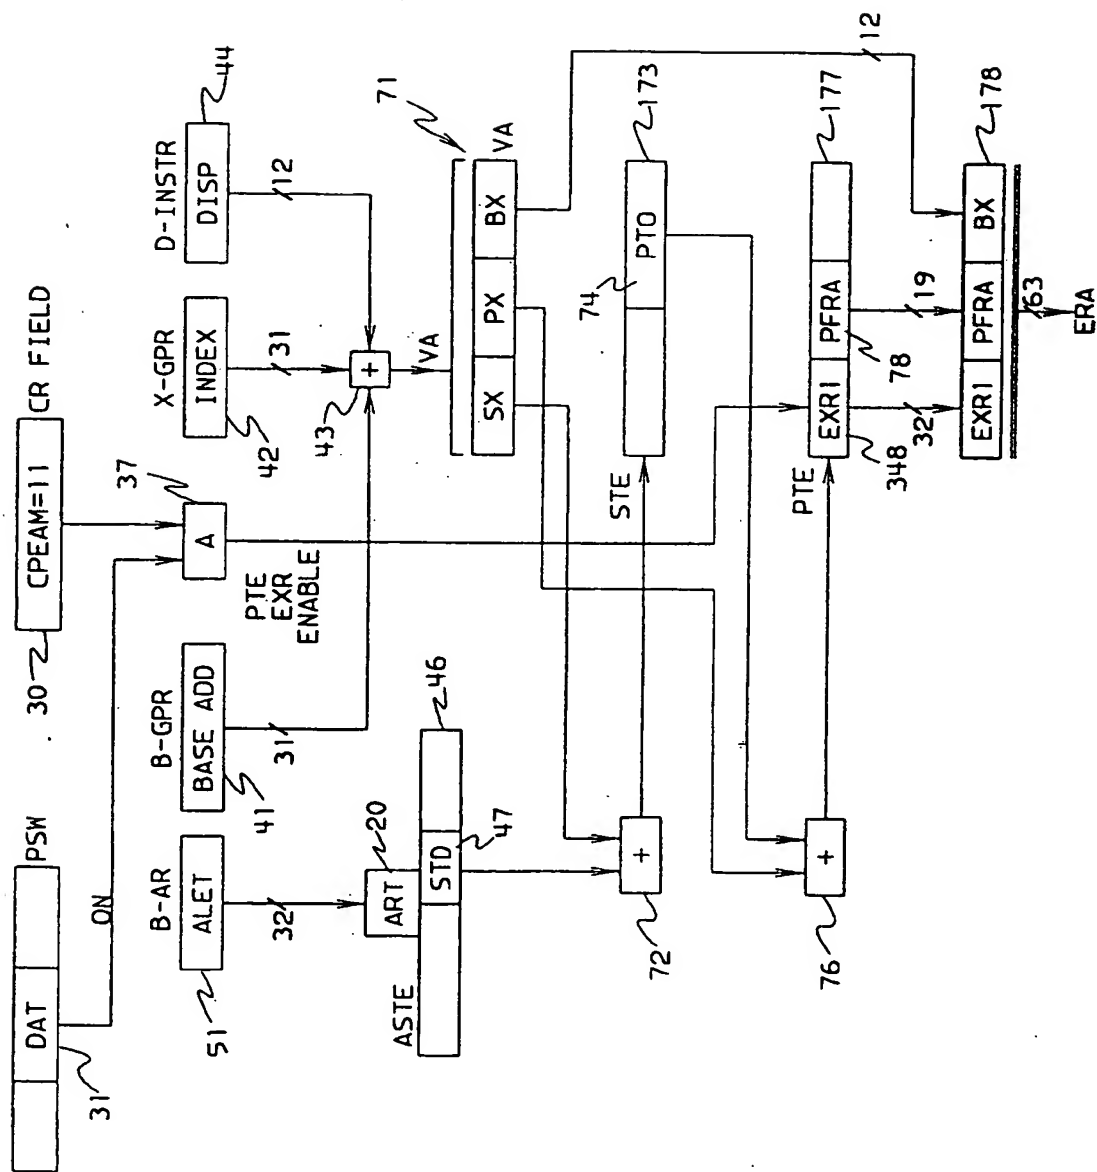 PSW
DAT
31
ON
30
CPEAM=11
CR FIELD
B-AR
ALET
51
32
B-GPR
BASE ADD
41
31
37
A
PTE
EXR
ENABLE
X-GPR
INDEX
42
31
D-INSTR
DISP
44
12
43
+
VA
ART
20
ASTE
STD
46
47
71
SX
PX
BX
VA
12
72
+
STE
74
PTO
173
76
+
PTE
EXRI
PFRA
177
348
78
32
19
EXRI
PFRA
BX
178
63
ERA